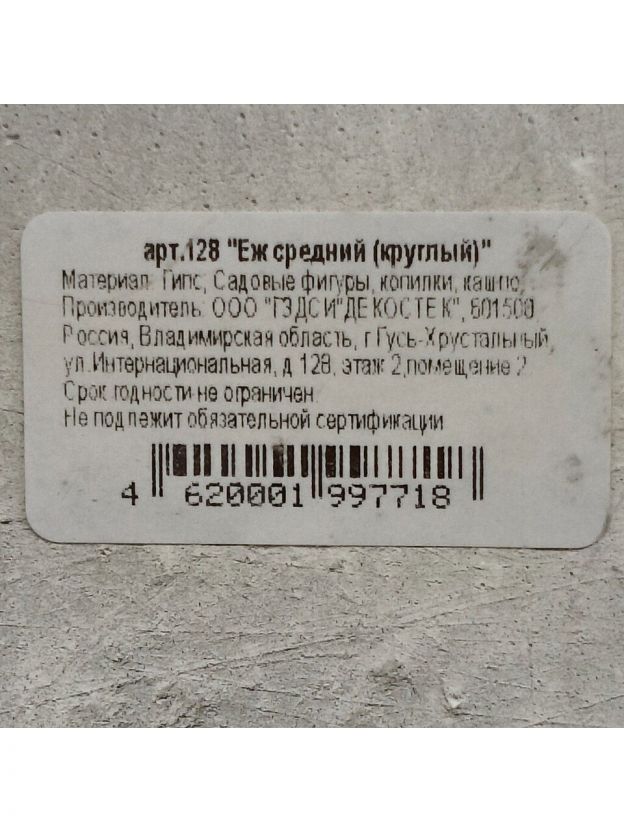 арт.128 "Еж средний (круглый)"
Материал: Гипс, Садовые фигуры, копилки, кашпо,
Производитель: ООО "ГЗДСИ"ДЕКОСТЕК", 601500
Россия, Владимирская область, г.Гусь-Хрустальный,
ул.Интернациональная, д.128, этаж 2,помещение 2
Срок годности не ограничен.
Не подлежит обязательной сертификации
4 620001 997718